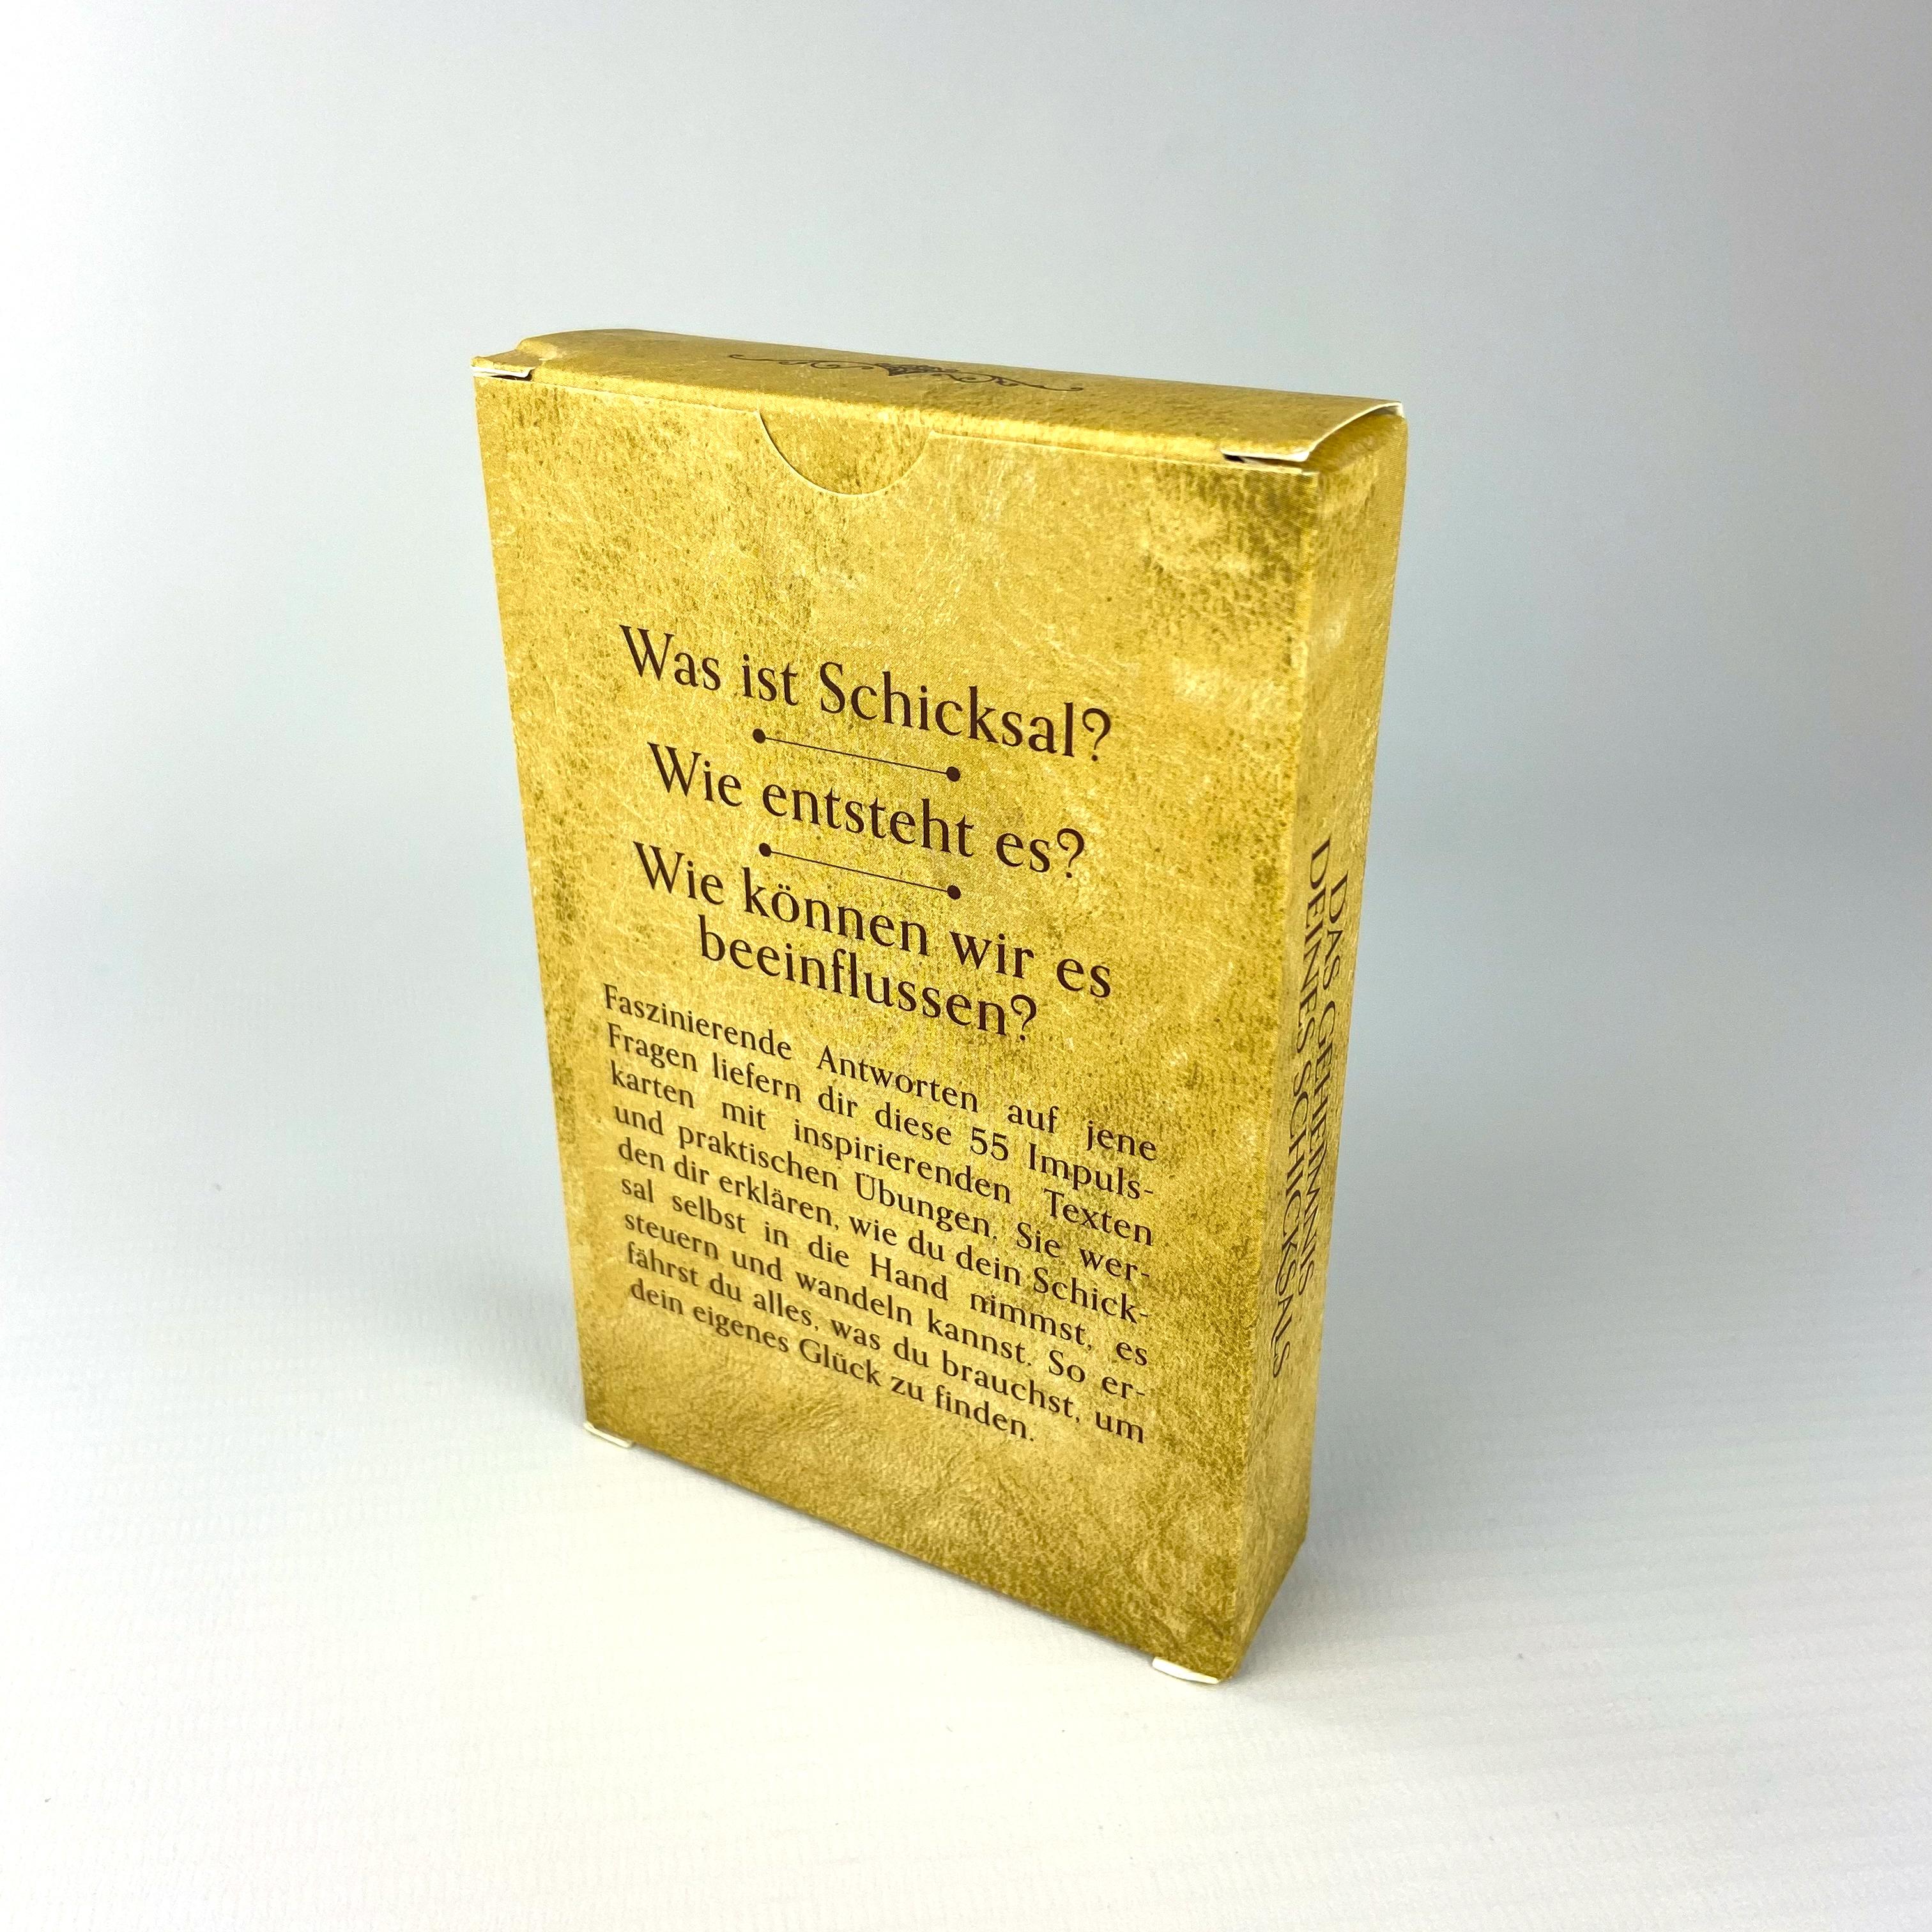 Was ist Schicksal?
Wie entsteht es?
Wie können wir es
beeinflussen?
Faszinierende Antworten auf jene
Fragen liefern dir diese 55 Impuls-
karten mit inspirierenden Texten
und praktischen Übungen. Sie wer-
den dir erklären, wie du dein Schick-
sal selbst in die Hand nimmst, es
steuern und wandeln kannst. So er-
fährst du alles, was du brauchst, um
dein eigenes Glück zu finden.
DAS GEHEIMNIS
DEINES SCHICKSALS